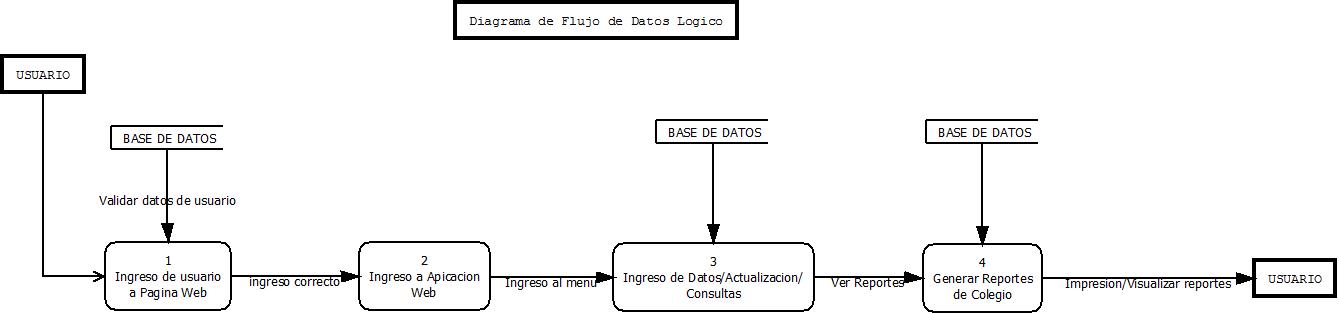 Diagrama de Flujo de Datos Logico
USUARIO
BASE DE DATOS
BASE DE DATOS
BASE DE DATOS
Validar datos de usuario
1
Ingreso de usuario
a Pagina Web
ingreso correcto
2
Ingreso a Apicacion
Web
Ingreso al menu
3
Ingreso de Datos/Actualizacion/
Consultas
Ver Reportes
4
Generar Reportes
de Colegio
Impresion/Visualizar reportes
USUARIO